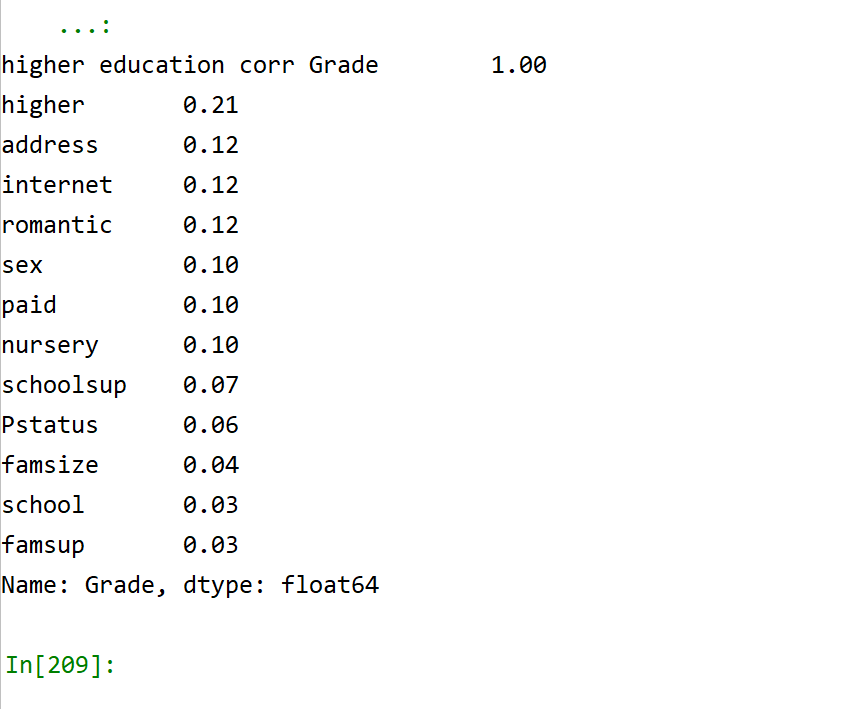 ...:
higher education corr Grade        1.00
higher       0.21
address      0.12
internet     0.12
romantic     0.12
sex          0.10
paid         0.10
nursery      0.10
schoolsup    0.07
Pstatus      0.06
famsize      0.04
school       0.03
famsup       0.03
Name: Grade, dtype: float64
In[209]: